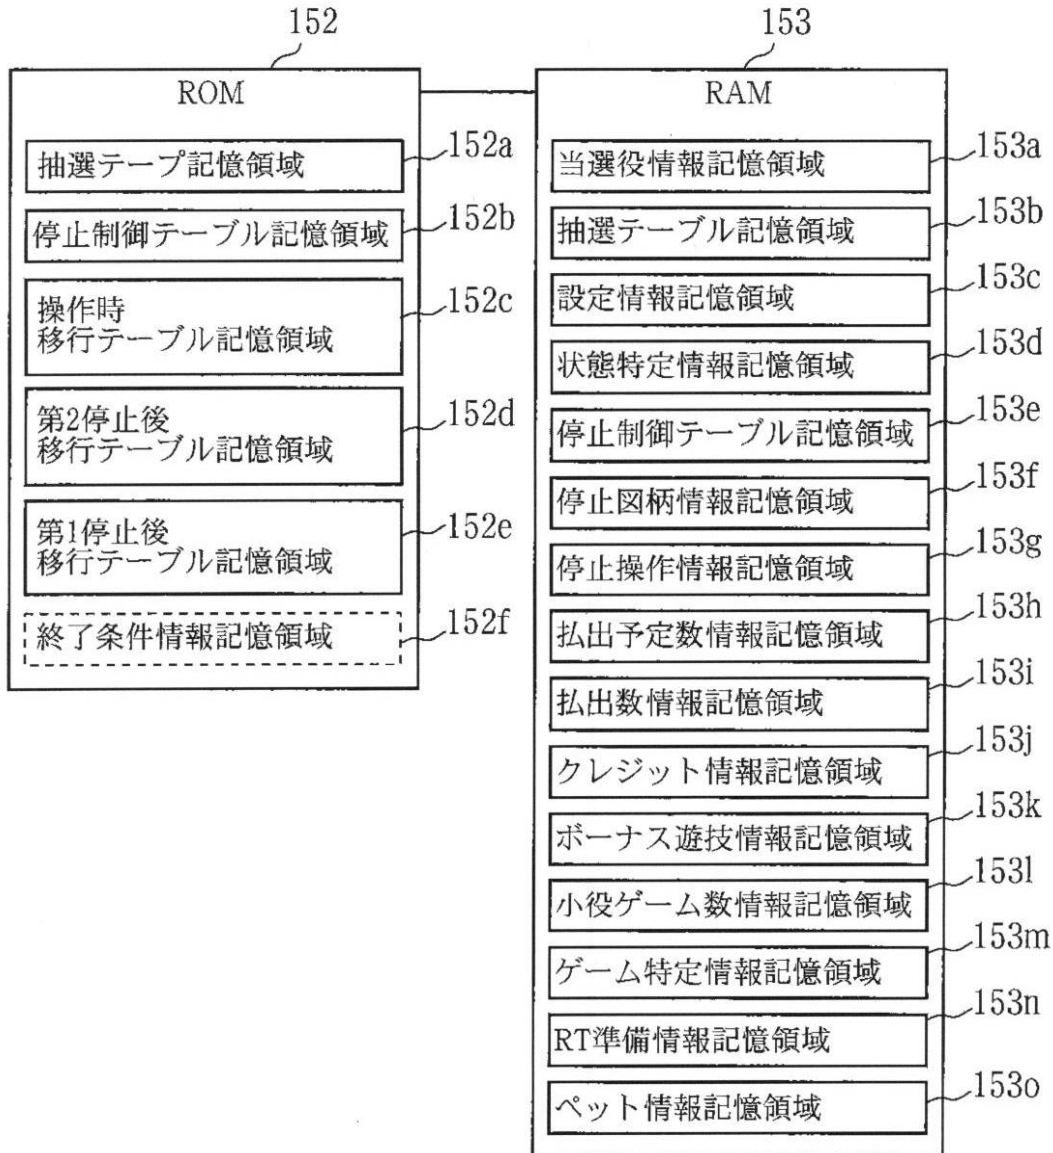 152
ROM
抽選テープ記憶領域
152a
停止制御テーブル記憶領域
152b
操作時
移行テーブル記憶領域
152c
第2停止後
移行テーブル記憶領域
152d
第1停止後
移行テーブル記憶領域
152e
終了条件情報記憶領域
152f
153
RAM
当選役情報記憶領域
153a
抽選テーブル記憶領域
153b
設定情報記憶領域
153c
状態特定情報記憶領域
153d
停止制御テーブル記憶領域
153e
停止図柄情報記憶領域
153f
停止操作情報記憶領域
153g
払出予定数情報記憶領域
153h
払出数情報記憶領域
153i
クレジット情報記憶領域
153j
ボーナス遊技情報記憶領域
153k
小役ゲーム数情報記憶領域
153l
ゲーム特定情報記憶領域
153m
RT準備情報記憶領域
153n
ペット情報記憶領域
153o